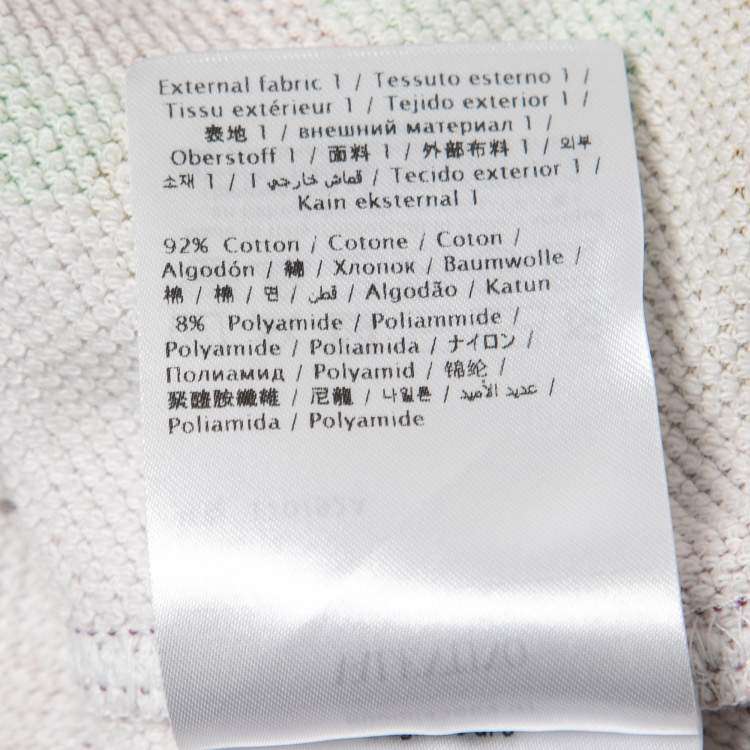 External fabric 1 / Tessuto esterno 1 /
Tissu extérieur 1 / Tejido exterior 1 /
表地 1 / внешний материал 1 /
Oberstoff 1 / 面料 1 / 外部布料 1 / 외부
소재 1 / 1 قماش خارجي / Tecido exterior 1 /
Kain eksternal 1
92% Cotton / Cotone / Coton /
Algodón / 綿 / Хлопок / Baumwolle /
棉 / 棉 / 면 / قطن / Algodão / Katun
8% Polyamide / Poliammide /
Polyamide / Poliamida / ナイロン /
Полиамид / Polyamid / 锦纶 /
聚醯胺纖維 / 尼龍 / 나일론 / عديد الأميد /
Poliamida / Polyamide